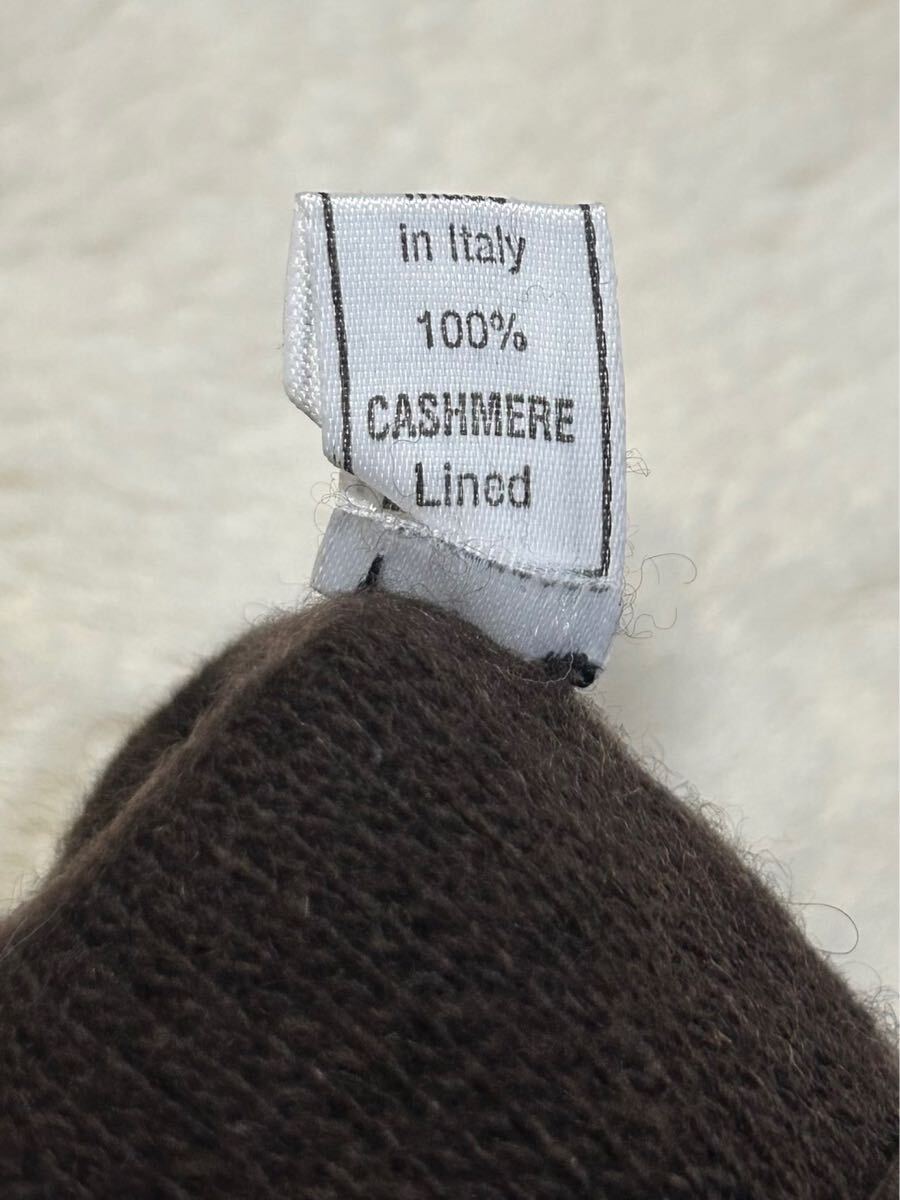 in Italy
100%
CASHMERE
Lined